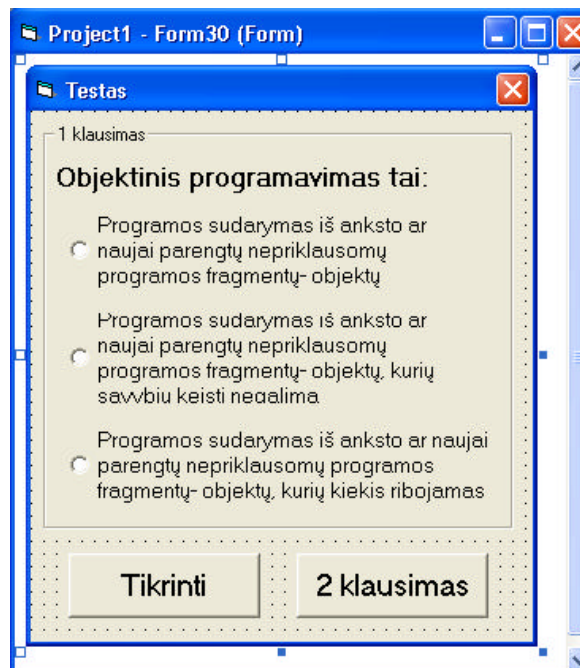 Project1 - Form30 (Form)
Testas
1 klausimas
Objektinis programavimas tai:
Programos sudarymas iš anksto ar
naujai parengtų nepriklausomų
programos fragmentų- objektų
Programos sudarymas iš anksto ar
naujai parengtų nepriklausomų
programos fragmentų- objektų, kurių
savybių keisti negalima
Programos sudarymas iš anksto ar naujai
parengtų nepriklausomų programos
fragmentų- objektų, kurių kiekis ribojamas
Tikrinti
2 klausimas